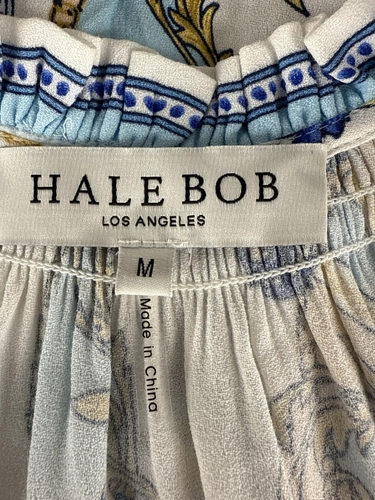 HALE BOB
LOS ANGELES
M
Made in China